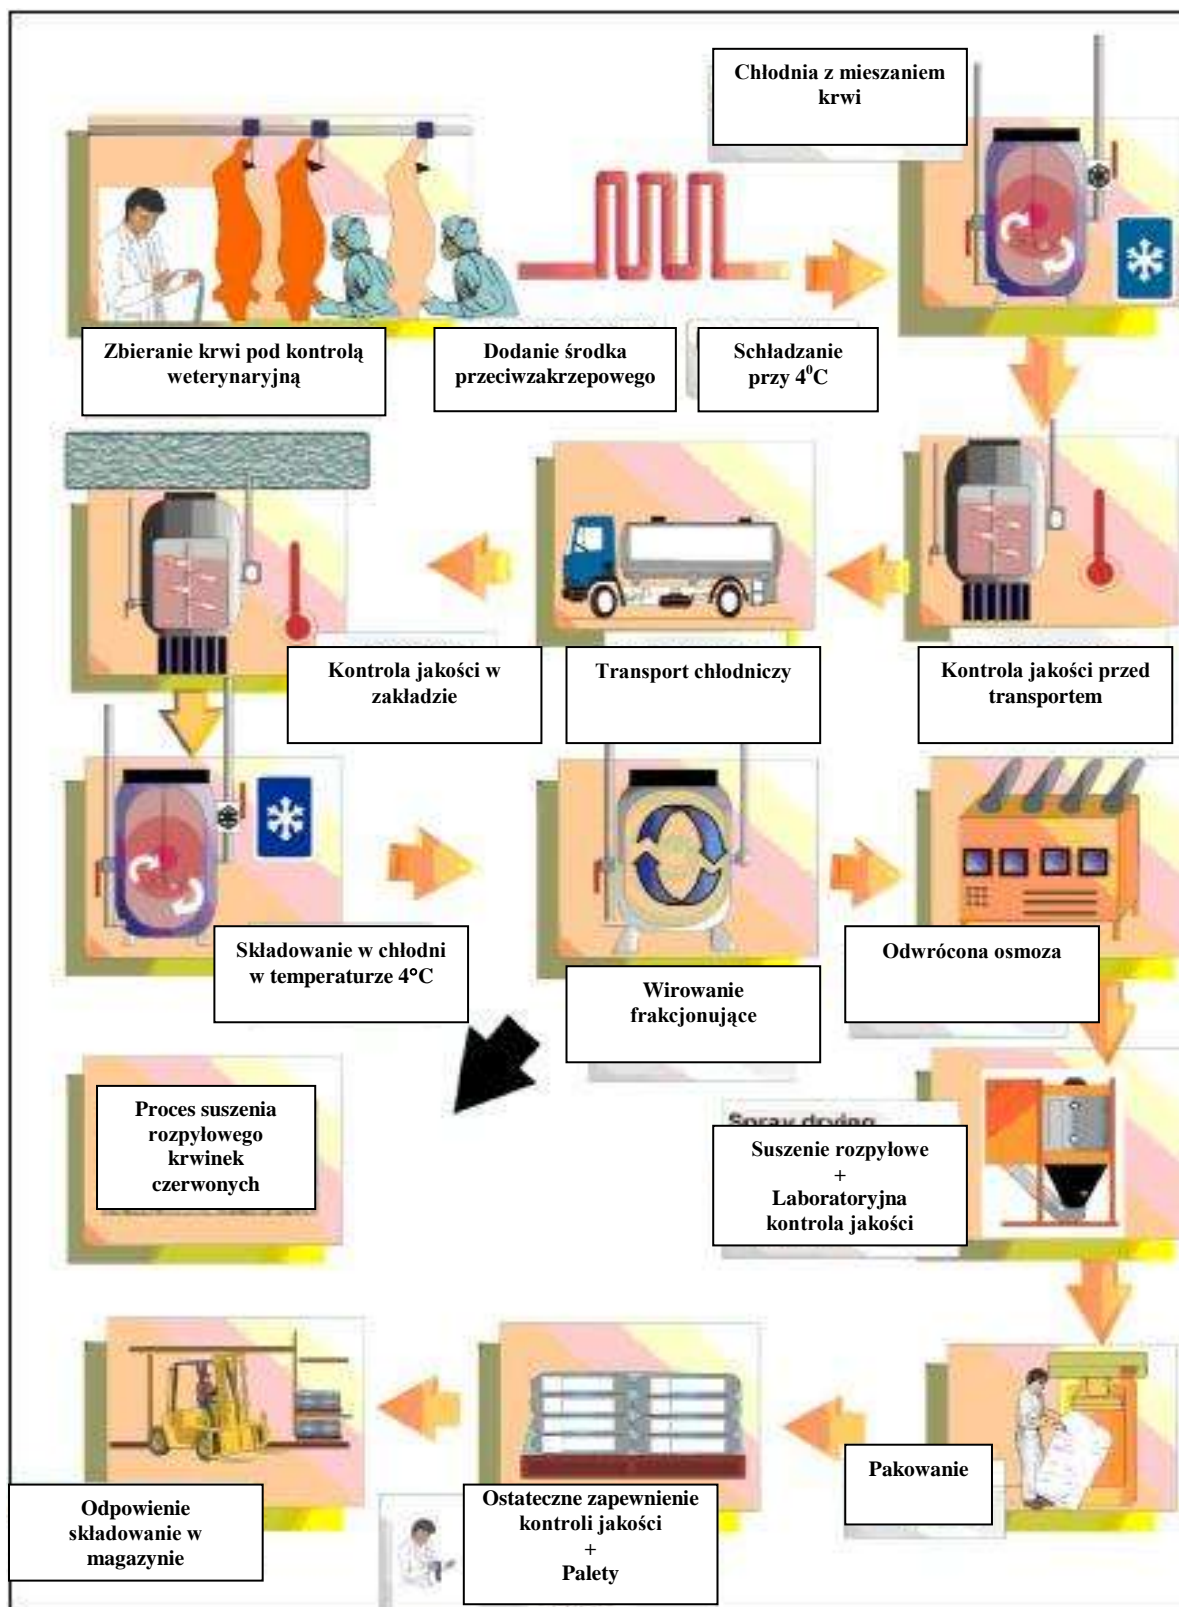 Chłodnia z mieszaniem
krwi
Zbieranie krwi pod kontrolą
weterynaryjną
Dodanie środka
przeciwzakrzepowego
Schładzanie
przy 4⁰C
Kontrola jakości w
zakładzie
Transport chłodniczy
Kontrola jakości przed
transportem
Składowanie w chłodni
w temperaturze 4°C
Wirowanie
frakcjonujące
Odwrócona osmoza
Proces suszenia
rozpyłowego
krwinek
czerwonych
Spray drying
Suszenie rozpyłowe
+
Laboratoryjna
kontrola jakości
Odpowienie
składowanie w
magazynie
Ostateczne zapewnienie
kontroli jakości
+
Palety
Pakowanie